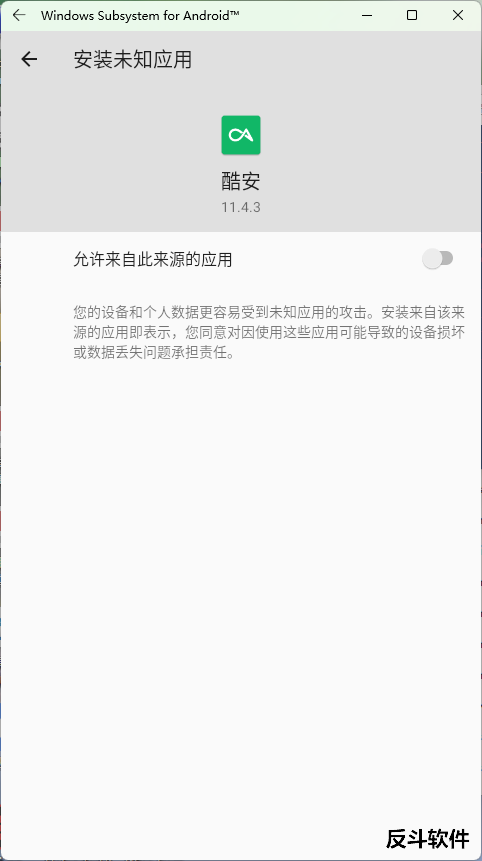 Windows Subsystem for Android™
安装未知应用
酷安
11.4.3
允许来自此来源的应用
您的设备和个人数据更容易受到未知应用的攻击。安装来自该来
源的应用即表示，您同意对因使用这些应用可能导致的设备损坏
或数据丢失问题承担责任。
反斗软件